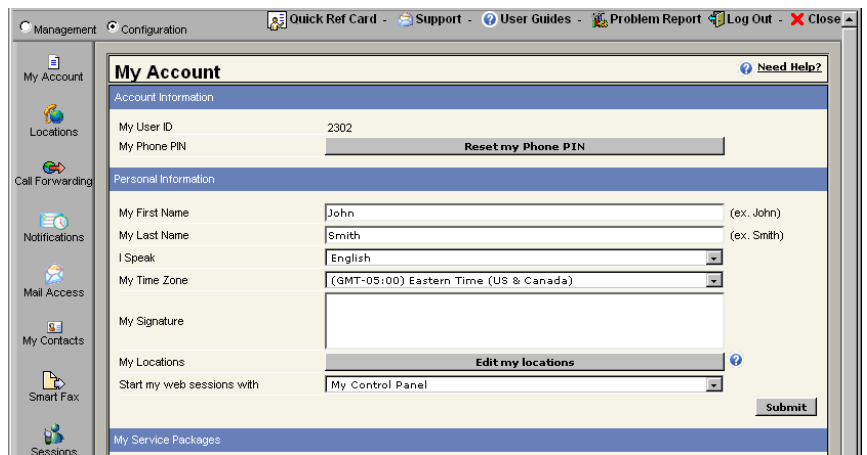 Management Configuration Quick Ref Card - Support - User Guides - Problem Report Log Out - Close
My Account
Locations
Call Forwarding
Notifications
Mail Access
My Contacts
Smart Fax
Sessions
My Account Need Help?
Account Information
My User ID 2302
My Phone PIN Reset my Phone PIN
Personal Information
My First Name John (ex. John)
My Last Name Smith (ex. Smith)
I Speak English
My Time Zone (GMT-05:00) Eastern Time (US & Canada)
My Signature
My Locations Edit my locations
Start my web sessions with My Control Panel
Submit
My Service Packages